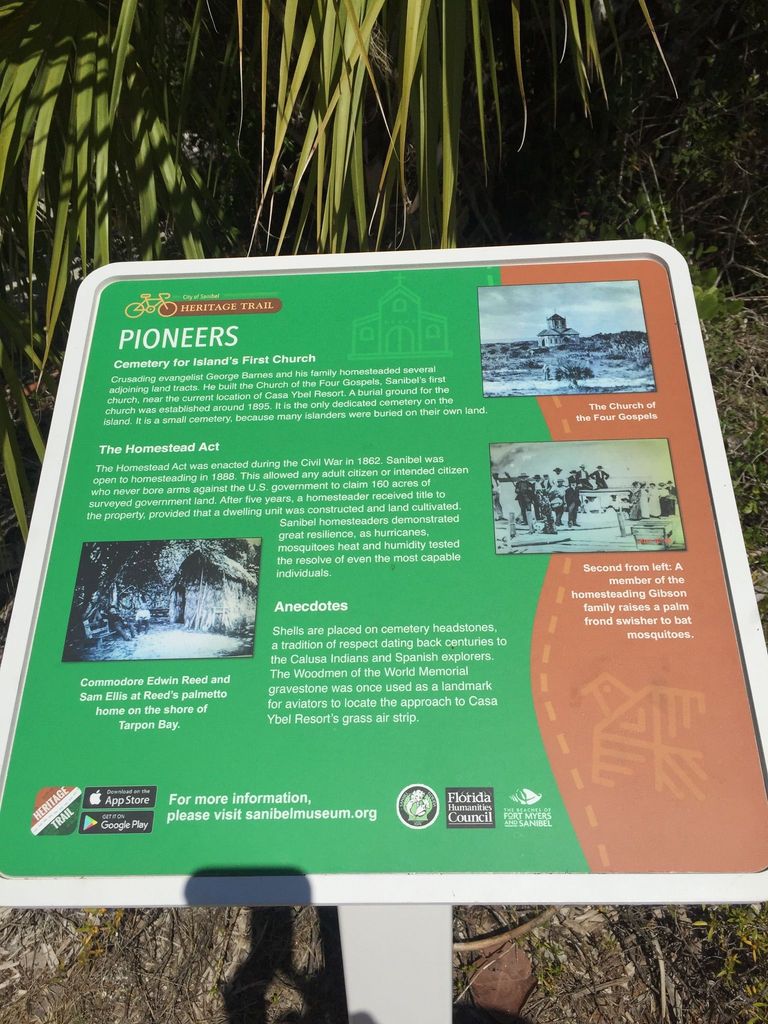 City of Sanibel
HERITAGE TRAIL
PIONEERS
Cemetery for Island's First Church
Crusading evangelist George Barnes and his family homesteaded several
adjoining land tracts. He built the Church of the Four Gospels, Sanibel's first
church, near the current location of Casa Ybel Resort. A burial ground for the
church was established around 1895. It is the only dedicated cemetery on the
island. It is a small cemetery, because many islanders were buried on their own land.
The Church of
the Four Gospels
The Homestead Act
The Homestead Act was enacted during the Civil War in 1862. Sanibel was
open to homesteading in 1888. This allowed any adult citizen or intended citizen
who never bore arms against the U.S. government to claim 160 acres of
surveyed government land. After five years, a homesteader received title to
the property, provided that a dwelling unit was constructed and land cultivated.
Sanibel homesteaders demonstrated
great resilience, as hurricanes,
mosquitoes heat and humidity tested
the resolve of even the most capable
individuals.
Second from left: A
member of the
homesteading Gibson
family raises a palm
frond swisher to bat
mosquitoes.
Anecdotes
Shells are placed on cemetery headstones,
a tradition of respect dating back centuries to
the Calusa Indians and Spanish explorers.
The Woodmen of the World Memorial
gravestone was once used as a landmark
for aviators to locate the approach to Casa
Ybel Resort's grass air strip.
Commodore Edwin Reed and
Sam Ellis at Reed's palmetto
home on the shore of
Tarpon Bay.
HERITAGE
TRAIL
Download on the
App Store
GET IT ON
Google Play
For more information,
please visit sanibelmuseum.org
Florida
Humanities
Council
THE BEACHES OF
FORT MYERS
AND SANIBEL